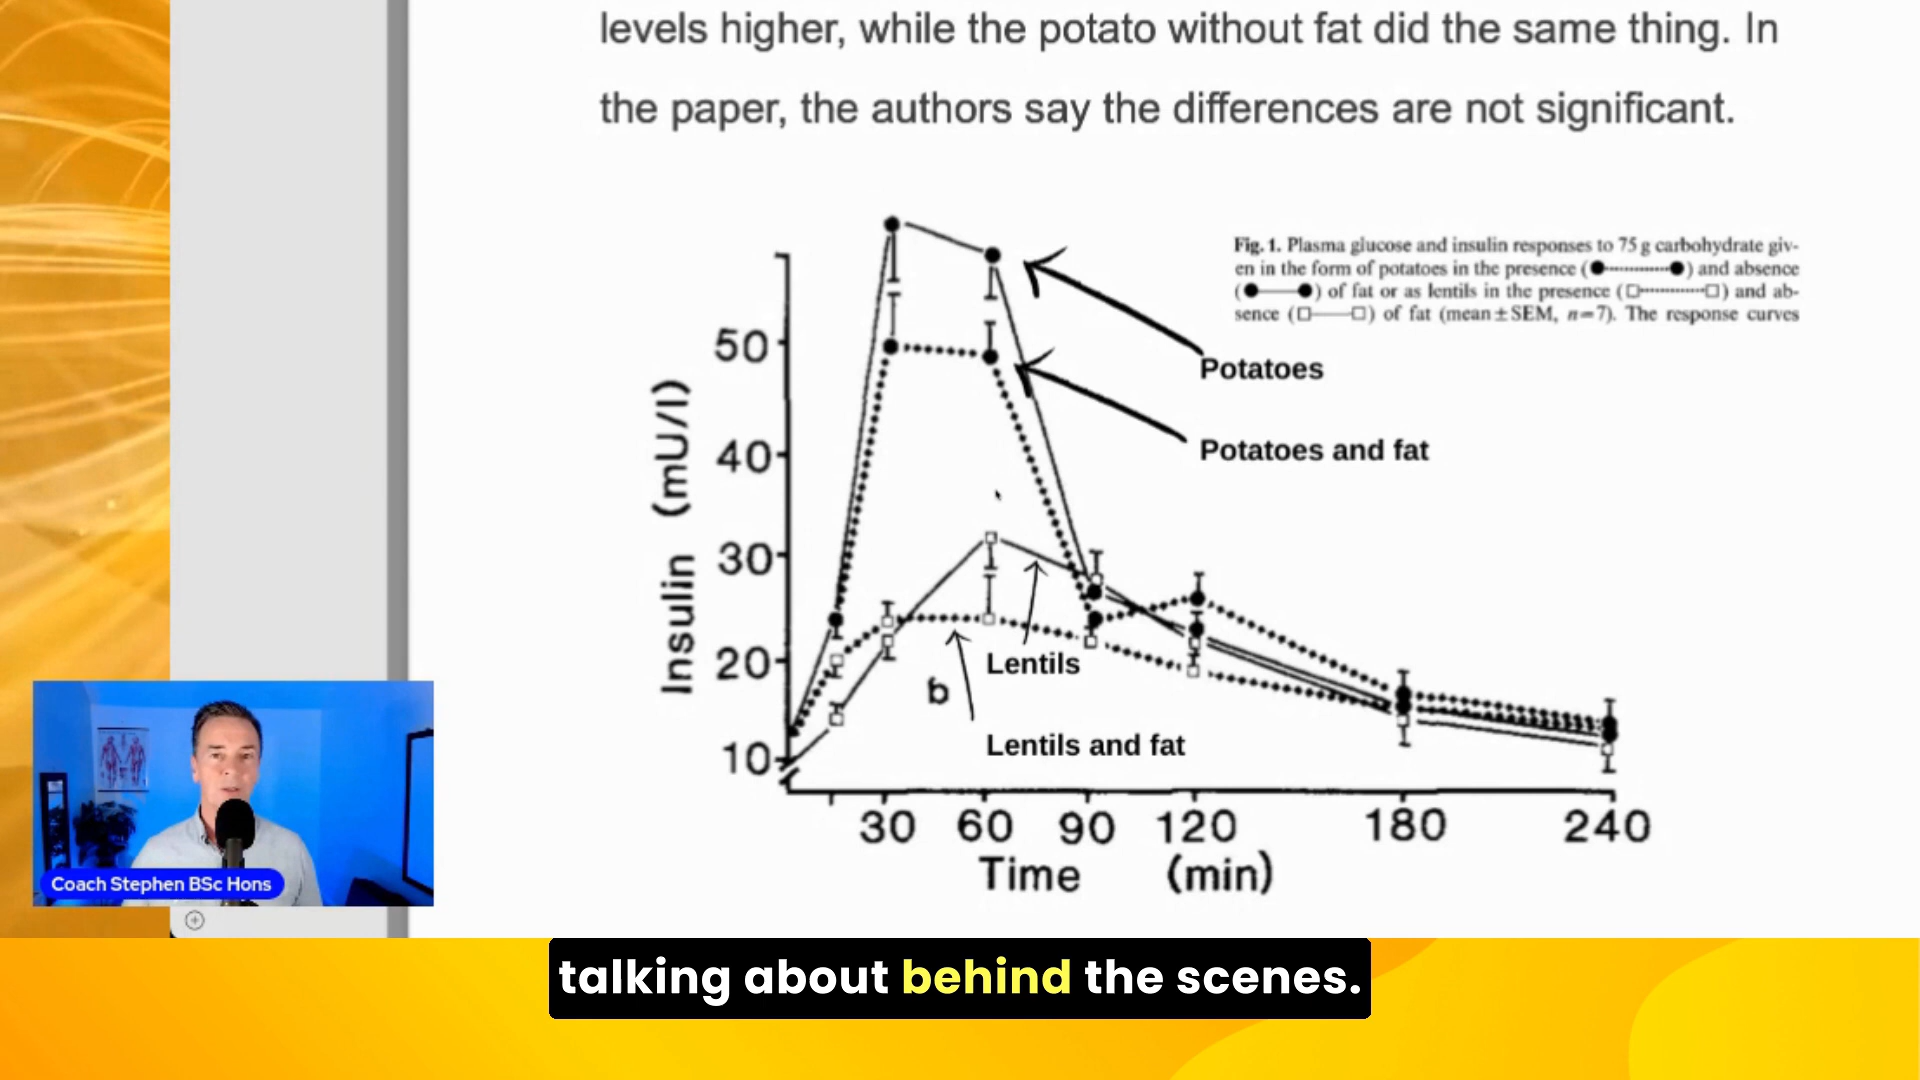 levels higher, while the potato without fat did the same thing. In
the paper, the authors say the differences are not significant.
Fig. 1. Plasma glucose and insulin responses to 75 g carbohydrate giv-
en in the form of potatoes in the presence (●┈┈┈●) and absence
(●──●) of fat or as lentils in the presence (□┈┈┈□) and ab-
sence (□──□) of fat (mean ± SEM, n = 7). The response curves
Potatoes
Potatoes and fat
Lentils
b
Lentils and fat
Insulin (mU/l)
50
40
30
20
10
30 60 90 120 180 240
Time (min)
Coach Stephen BSc Hons
talking about behind the scenes.